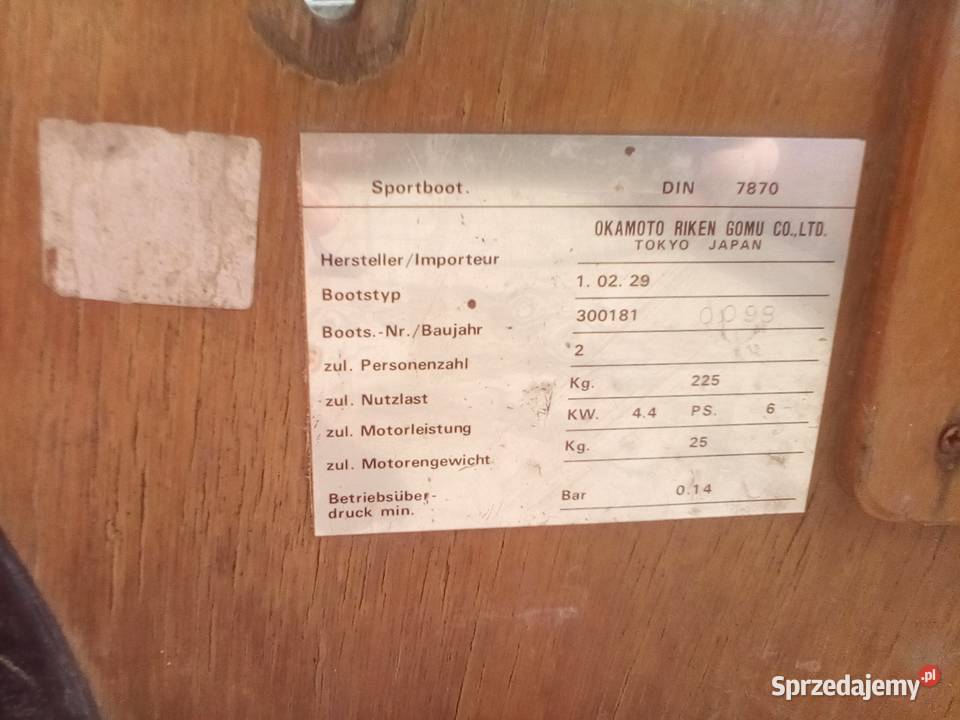 Sportboot. DIN 7870
Hersteller/Importeur OKAMOTO RIKEN GOMU CO.,LTD.
TOKYO JAPAN
Bootstyp 1. 02. 29
Boots.-Nr./Baujahr 300181 0099
zul. Personenzahl 2
zul. Nutzlast Kg. 225
zul. Motorleistung KW. 4.4 PS. 6
zul. Motorengewicht Kg. 25
Betriebsüber-
druck min. Bar 0.14
Sprzedajemy.pl